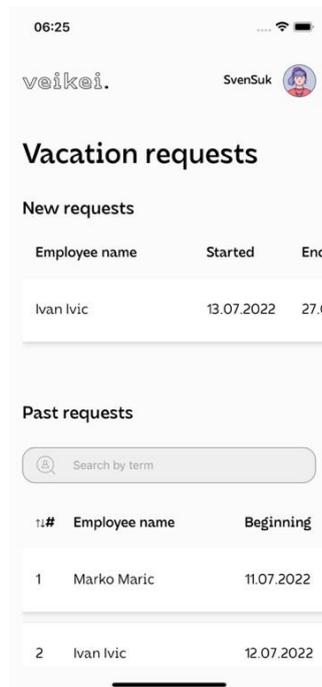 06:25
veikei.
SvenSuk
Vacation requests
New requests
Employee name Started
Ivan Ivic 13.07.2022 27.
Past requests
Search by term
↑↓# Employee name Beginning
1 Marko Maric 11.07.2022
2 Ivan Ivic 12.07.2022